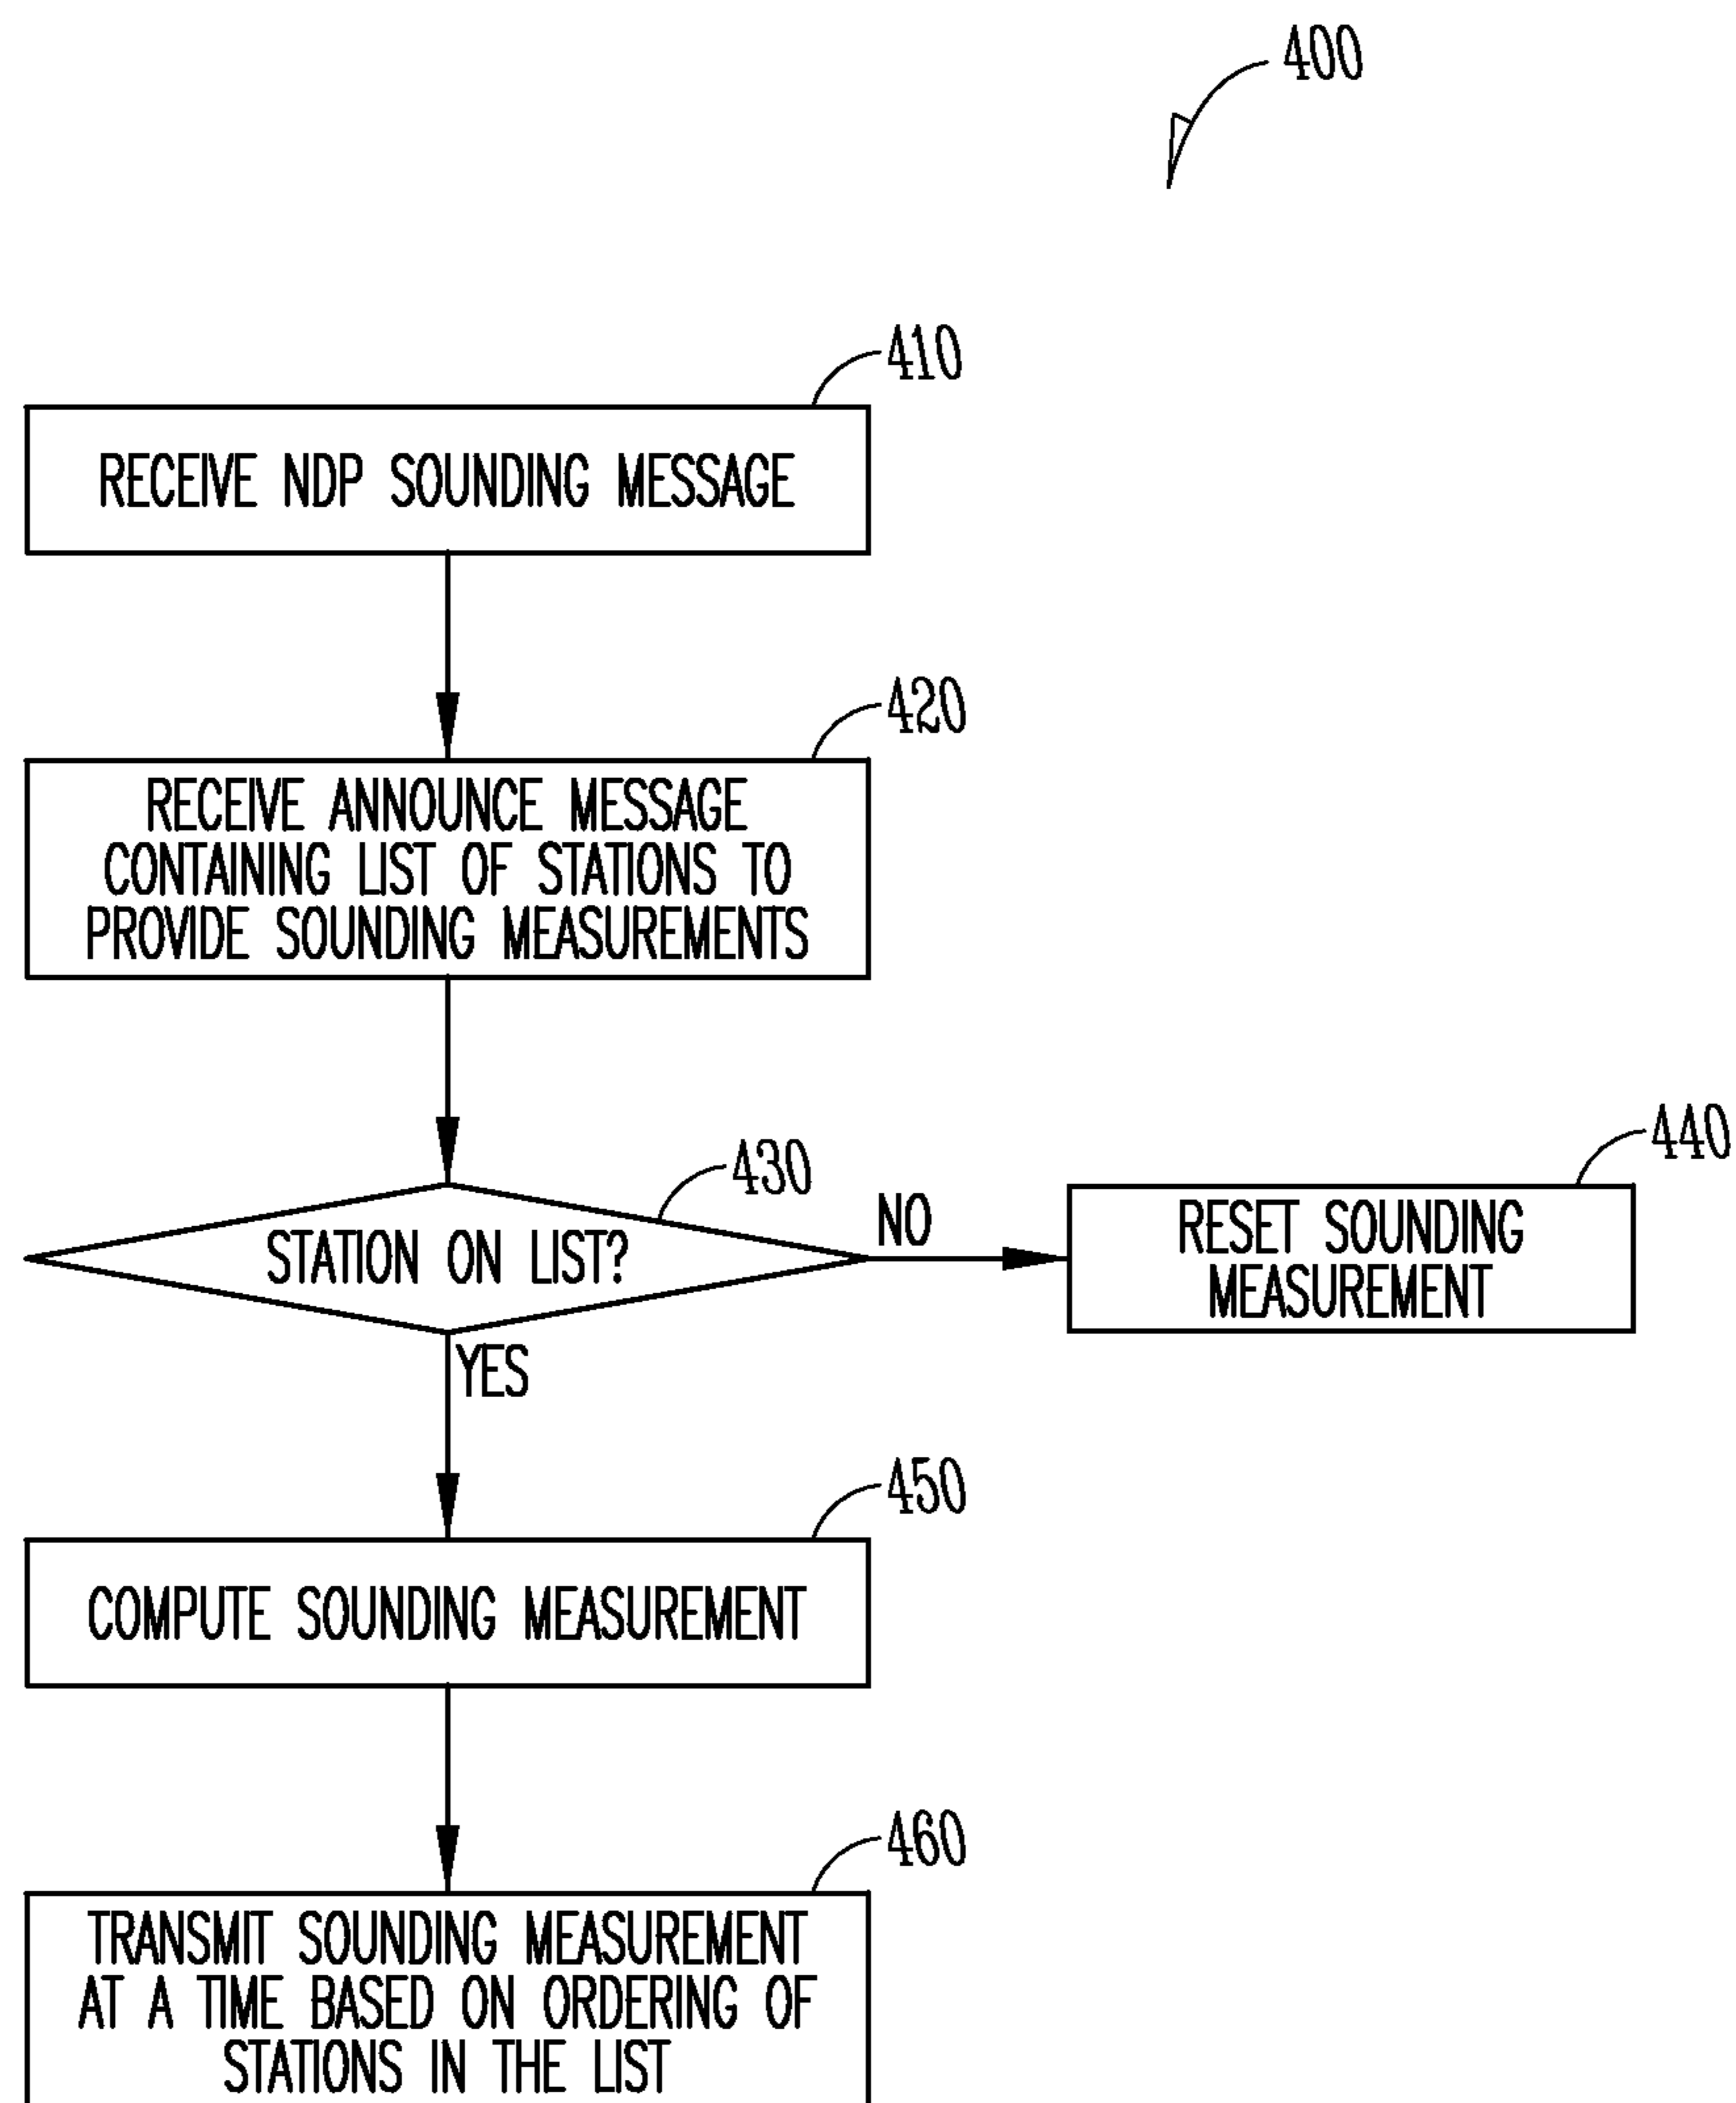 400
410
RECEIVE NDP SOUNDING MESSAGE
420
RECEIVE ANNOUNCE MESSAGE
CONTAINING LIST OF STATIONS TO
PROVIDE SOUNDING MEASUREMENTS
430
STATION ON LIST?
NO
440
RESET SOUNDING
MEASUREMENT
YES
450
COMPUTE SOUNDING MEASUREMENT
460
TRANSMIT SOUNDING MEASUREMENT
AT A TIME BASED ON ORDERING OF
STATIONS IN THE LIST